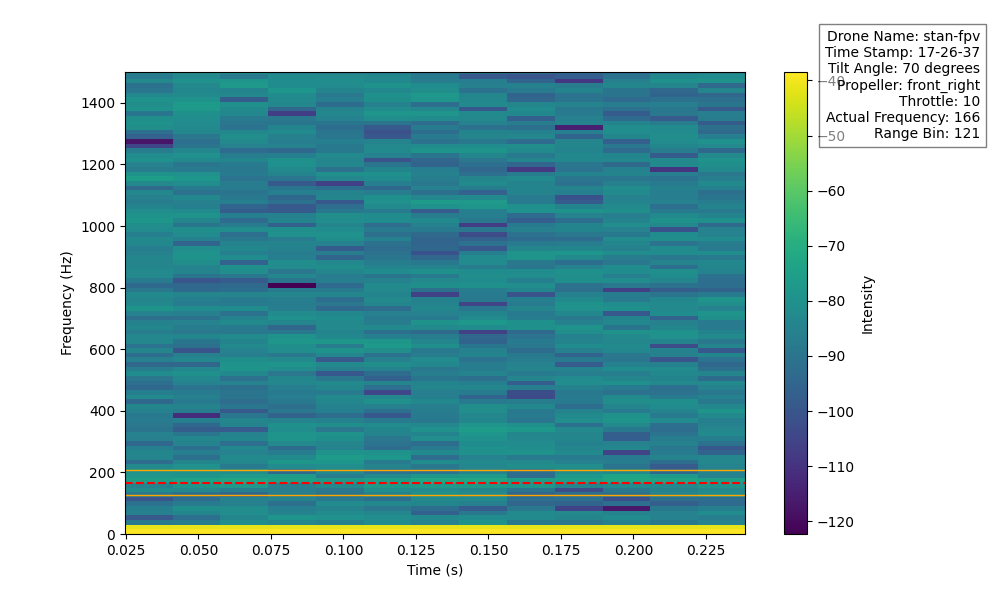 Drone Name: stan-fpv
Time Stamp: 17-26-37
Tilt Angle: 70 degrees
Propeller: front_right
Throttle: 10
Actual Frequency: 166
Range Bin: 121
1400
1200
1000
800
600
400
200
0
Frequency (Hz)
0.025
0.050
0.075
0.100
0.125
0.150
0.175
0.200
0.225
Time (s)
−40
−50
−60
−70
−80
−90
−100
−110
−120
Intensity